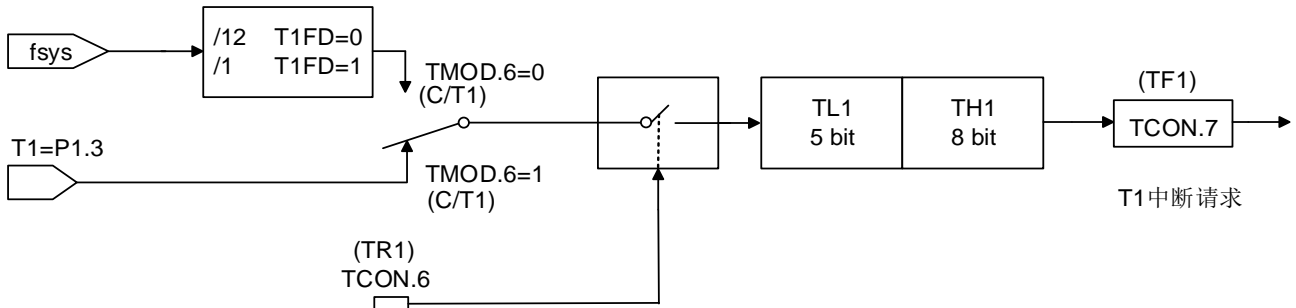 fsys
/12 T1FD=0
/1 T1FD=1
TMOD.6=0
(C/T1)
T1=P1.3
TMOD.6=1
(C/T1)
(TR1)
TCON.6
TL1
5 bit
TH1
8 bit
(TF1)
TCON.7
T1中断请求